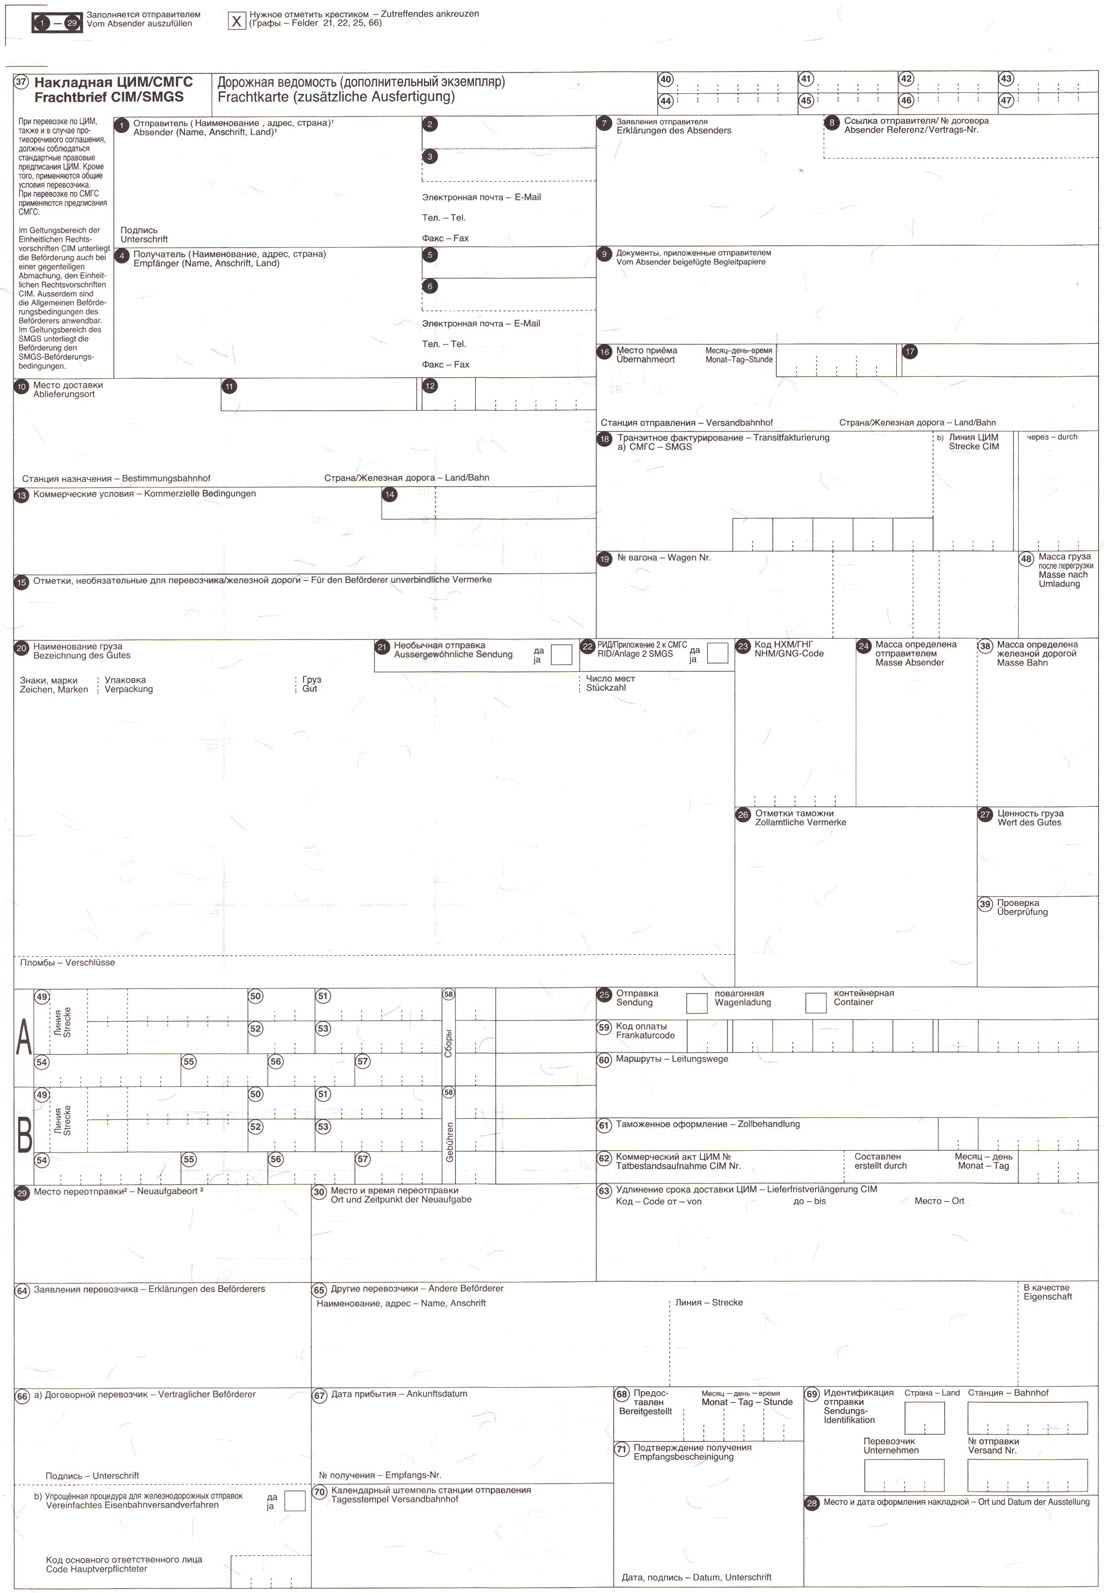 1 – 29 Заполняется отправителем
Vom Absender auszufüllen
X Нужное отметить крестиком – Zutreffendes ankreuzen
(Графы – Felder 21, 22, 25, 66)
37 Накладная ЦИМ/СМГС
Frachtbrief CIM/SMGS
Дорожная ведомость (дополнительный экземпляр)
Frachtkarte (zusätzliche Ausfertigung)
40 41 42 43
44 45 46 47
При перевозке по ЦИМ,
также и в случае про-
тиворечивого соглашения,
должны соблюдаться
стандартные правовые
предписания ЦИМ. Кроме
того, применяются общие
условия перевозчика.
При перевозке по СМГС
применяются предписания
СМГС.
Im Geltungsbereich der
Einheitlichen Rechts-
vorschriften CIM unterliegt
die Beförderung auch bei
einer gegenteiligen
Abmachung, den Einheit-
lichen Rechtsvorschriften
CIM. Ausserdem sind
die Allgemeinen Beförde-
rungsbedingungen des
Beförderers anwendbar.
Im Geltungsbereich des
SMGS unterliegt die
Beförderung den
SMGS-Beförderungs-
bedingungen.
1 Отправитель ( Наименование , адрес, страна)¹
Absender (Name, Anschrift, Land)¹
2
3
Электронная почта – E-Mail
Тел. – Tel.
Факс – Fax
Подпись
Unterschrift
4 Получатель ( Наименование, адрес, страна)
Empfänger (Name, Anschrift, Land)
5
6
Электронная почта – E-Mail
Тел. – Tel.
Факс – Fax
7 Заявления отправителя
Erklärungen des Absenders
8 Ссылка отправителя/ № договора
Absender Referenz/Vertrags-Nr.
9 Документы, приложенные отправителем
Vom Absender beigefügte Begleitpapiere
10 Место доставки
Ablieferungsort
11
12
Станция назначения – Bestimmungsbahnhof
Страна/Железная дорога – Land/Bahn
13 Коммерческие условия – Kommerzielle Bedingungen
14
15 Отметки, необязательные для перевозчика/железной дороги – Für den Beförderer unverbindliche Vermerke
16 Место приёма
Übernahmeort
Месяц–день–время
Monat–Tag–Stunde
17
Станция отправления – Versandbahnhof
Страна/Железная дорога – Land/Bahn
18 Транзитное фактурирование – Transitfakturierung
a) СМГС – SMGS
b) Линия ЦИМ
Strecke CIM
через – durch
19 № вагона – Wagen Nr.
48 Масса груза
после перегрузки
Masse nach
Umladung
20 Наименование груза
Bezeichnung des Gutes
21 Необычная отправка
Aussergewöhnliche Sendung
да
ja
22 РИД/Приложение 2 к СМГС
RID/Anlage 2 SMGS
да
ja
23 Код НХМ/ГНГ
NHM/GNG-Code
24 Масса определена
отправителем
Masse Absender
38 Масса определена
железной дорогой
Masse Bahn
Знаки, марки
Zeichen, Marken
Упаковка
Verpackung
Груз
Gut
Число мест
Stückzahl
26 Отметки таможни
Zollamtliche Vermerke
27 Ценность груза
Wert des Gutes
39 Проверка
Überprüfung
Пломбы – Verschlüsse
A
49 Линия
Strecke
50 51
52 53
54 55 56 57
58
Сборы
B
49 Линия
Strecke
50 51
52 53
54 55 56 57
58
Gebühren
25 Отправка
Sendung
повагонная
Wagenladung
контейнерная
Container
59 Код оплаты
Frankaturcode
60 Маршруты – Leitungswege
61 Таможенное оформление – Zollbehandlung
62 Коммерческий акт ЦИМ №
Tatbestandsaufnahme CIM Nr.
Составлен
erstellt durch
Месяц – день
Monat – Tag
29 Место переотправки² – Neuaufgabeort ²
30 Место и время переотправки
Ort und Zeitpunkt der Neuaufgabe
63 Удлинение срока доставки ЦИМ – Lieferfristverlängerung CIM
Код – Code от – von
до – bis
Место – Ort
64 Заявления перевозчика – Erklärungen des Beförderers
65 Другие перевозчики – Andere Beförderer
Наименование, адрес – Name, Anschrift
Линия – Strecke
В качестве
Eigenschaft
66 a) Договорной перевозчик – Vertraglicher Beförderer
Подпись – Unterschrift
b) Упрощённая процедура для железнодорожных отправок
Vereinfachtes Eisenbahnversandverfahren
да
ja
Код основного ответственного лица
Code Hauptverpflichteter
67 Дата прибытия – Ankunftsdatum
№ получения – Empfangs-Nr.
70 Календарный штемпель станции отправления
Tagesstempel Versandbahnhof
68 Предос-
тавлен
Bereitgestellt
Месяц – день – время
Monat – Tag – Stunde
71 Подтверждение получения
Empfangsbescheinigung
Дата, подпись – Datum, Unterschrift
69 Идентификация
отправки
Sendungs-
Identifikation
Страна – Land
Станция – Bahnhof
Перевозчик
Unternehmen
№ отправки
Versand Nr.
28 Место и дата оформления накладной – Ort und Datum der Ausstellung